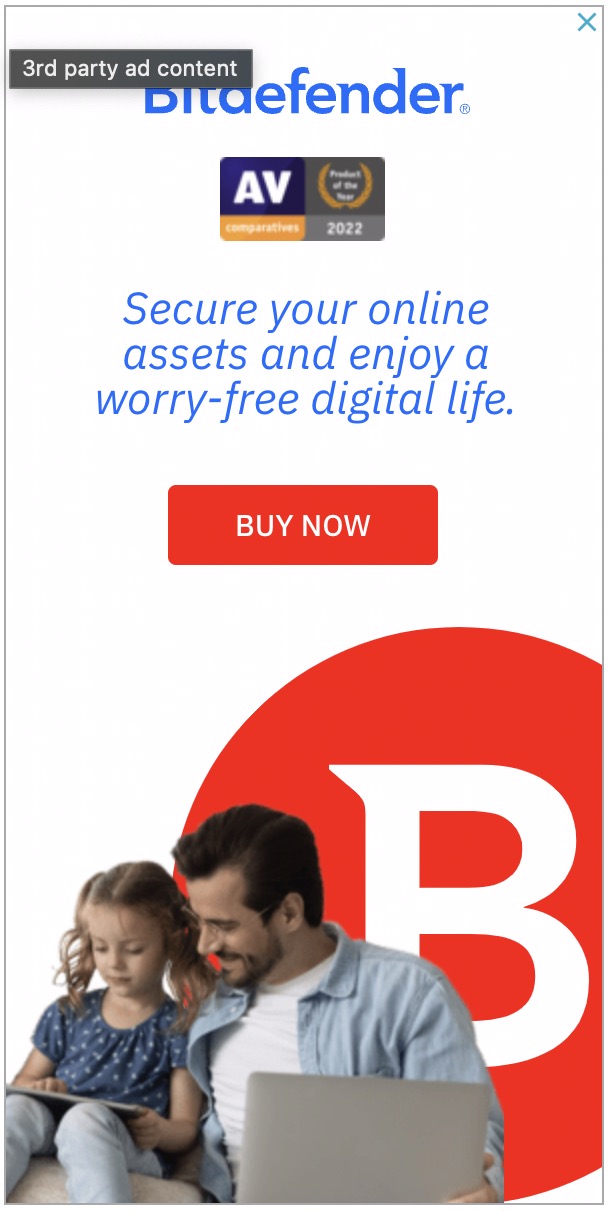 3rd party ad content
Bitdefender®
AV
comparatives
Product
of the
Year
2022
Secure your online
assets and enjoy a
worry-free digital life.
BUY NOW
B